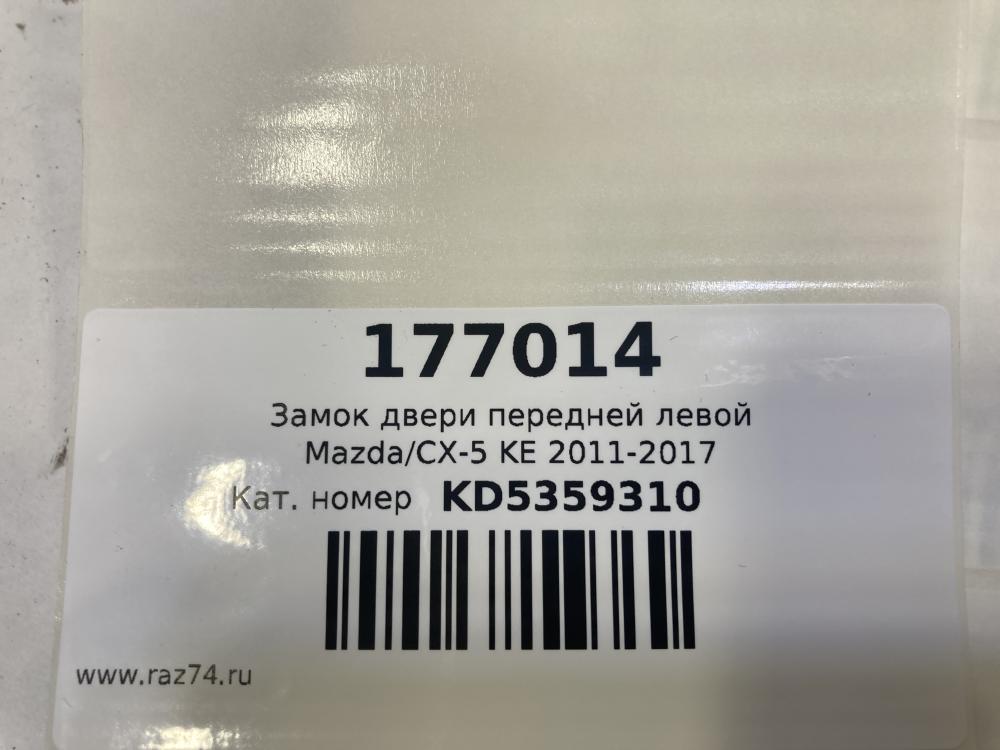 177014
Замок двери передней левой
Mazda/CX-5 KE 2011-2017
Кат. номер KD5359310
www.raz74.ru